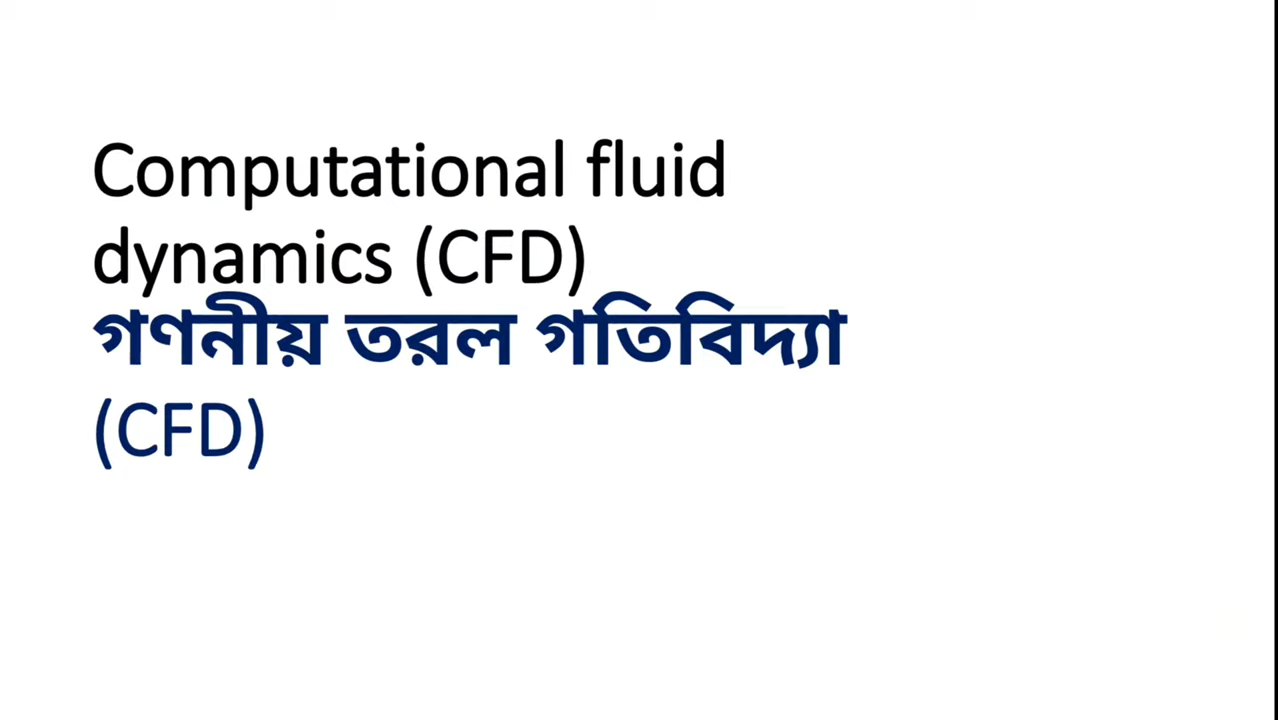 Computational fluid
dynamics (CFD)
গণনীয় তরল গতিবিদ্যা
(CFD)